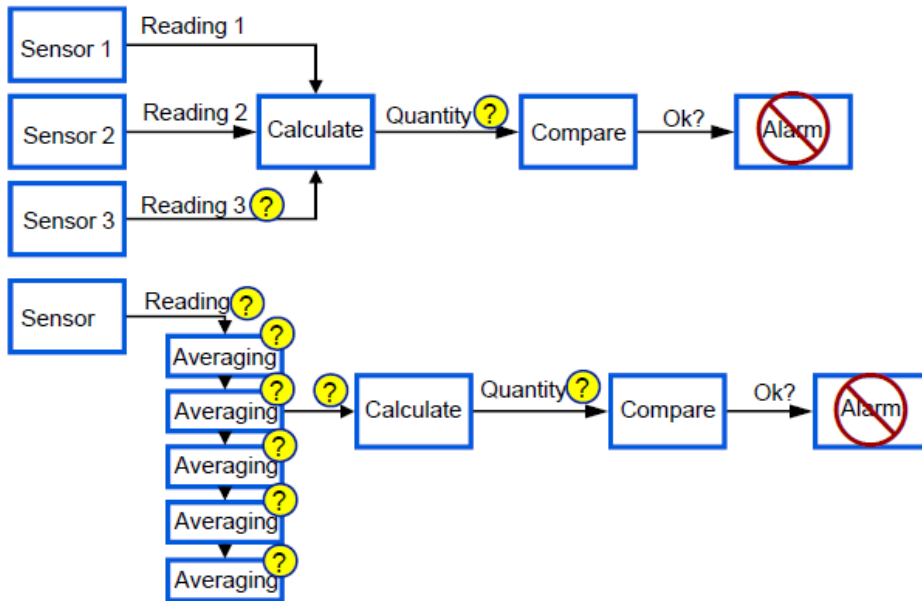 Sensor 1
Reading 1
Sensor 2
Reading 2
Calculate
Quantity ?
Compare
Ok?
Alarm
Sensor 3
Reading 3 ?
Sensor
Reading ?
Averaging ?
Averaging ?
?
Calculate
Quantity ?
Compare
Ok?
Alarm
Averaging ?
Averaging ?
Averaging ?